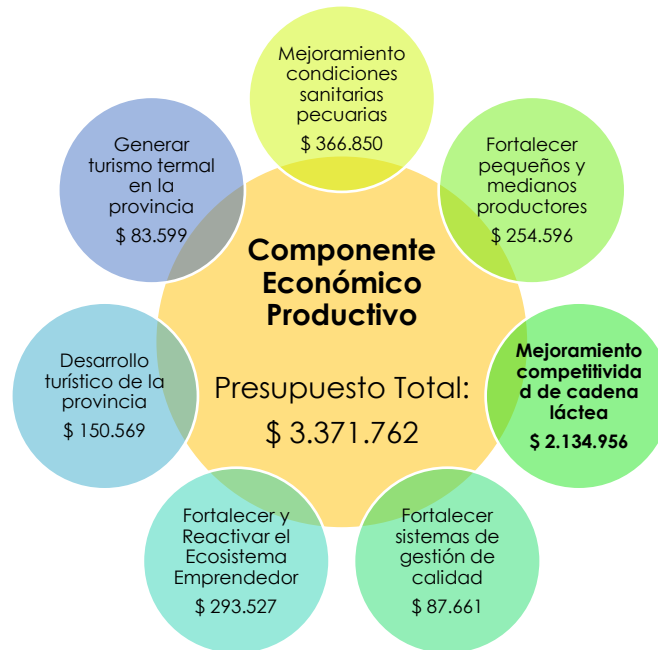 Mejoramiento
condiciones
sanitarias
pecuarias
$ 366.850
Fortalecer
pequeños y
medianos
productores
$ 254.596
Mejoramiento
competitivida
d de cadena
láctea
$ 2.134.956
Fortalecer
sistemas de
gestión de
calidad
$ 87.661
Fortalecer y
Reactivar el
Ecosistema
Emprendedor
$ 293.527
Desarrollo
turístico de la
provincia
$ 150.569
Generar
turismo termal
en la
provincia
$ 83.599
Componente
Económico
Productivo
Presupuesto Total:
$ 3.371.762